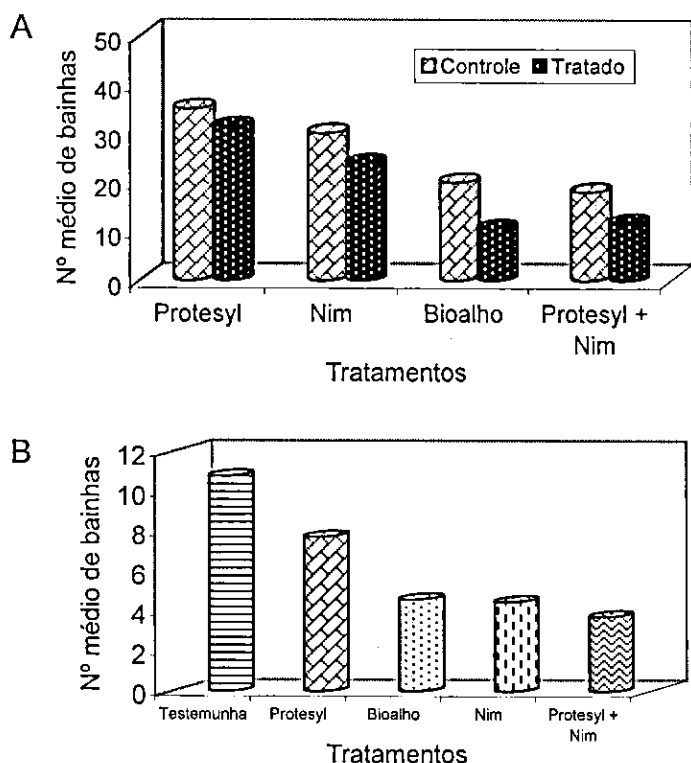 A
50
40
30
20
10
0
Nº médio de bainhas
Controle Tratado
Protesyl Nim Bioalho Protesyl +
Nim
Tratamentos
B
12
10
8
6
4
2
0
Nº médio de bainhas
Testemunha Protesyl Bioalho Nim Protesyl +
Nim
Tratamentos